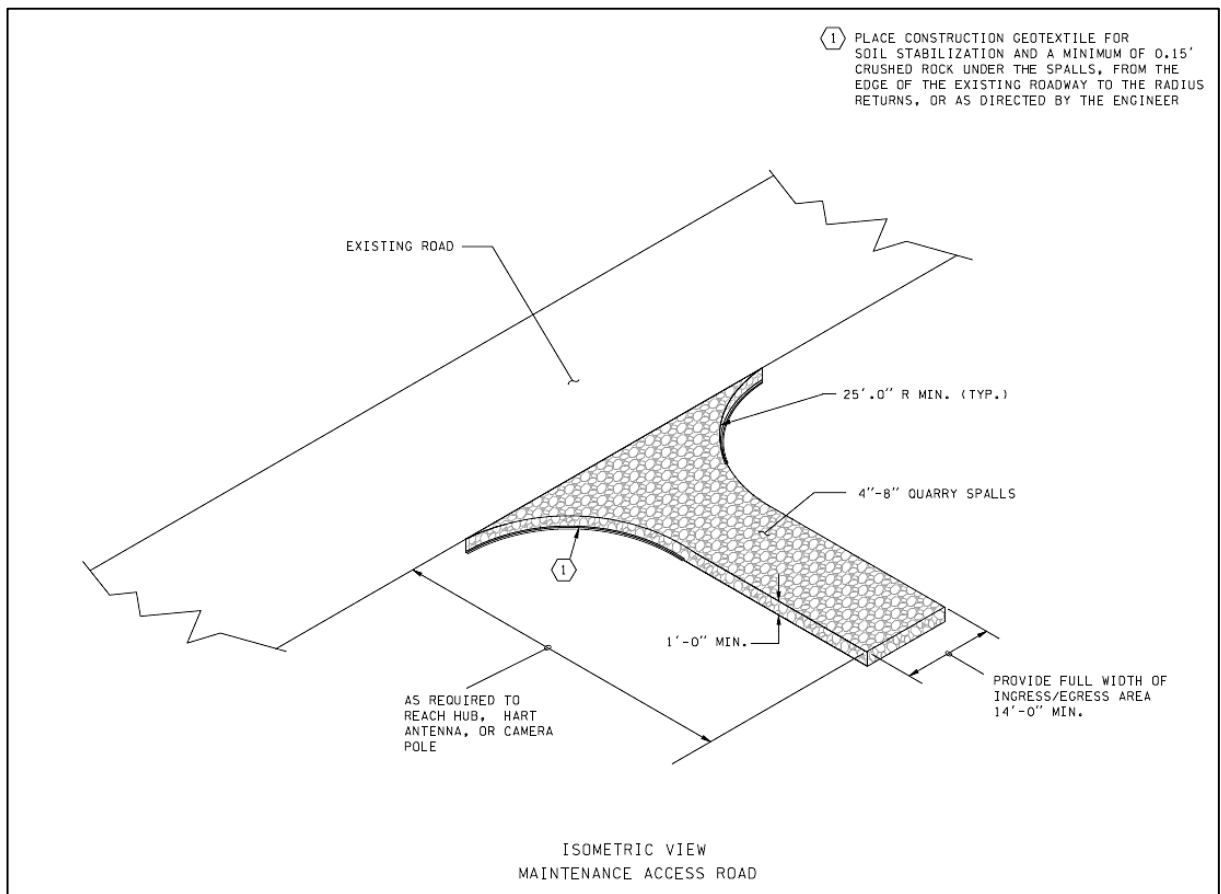 1 PLACE CONSTRUCTION GEOTEXTILE FOR
SOIL STABILIZATION AND A MINIMUM OF 0.15'
CRUSHED ROCK UNDER THE SPALLS, FROM THE
EDGE OF THE EXISTING ROADWAY TO THE RADIUS
RETURNS, OR AS DIRECTED BY THE ENGINEER
EXISTING ROAD
25'.0" R MIN. (TYP.)
4"-8" QUARRY SPALLS
1
1'-0" MIN.
AS REQUIRED TO
REACH HUB, HART
ANTENNA, OR CAMERA
POLE
PROVIDE FULL WIDTH OF
INGRESS/EGRESS AREA
14'-0" MIN.
ISOMETRIC VIEW
MAINTENANCE ACCESS ROAD